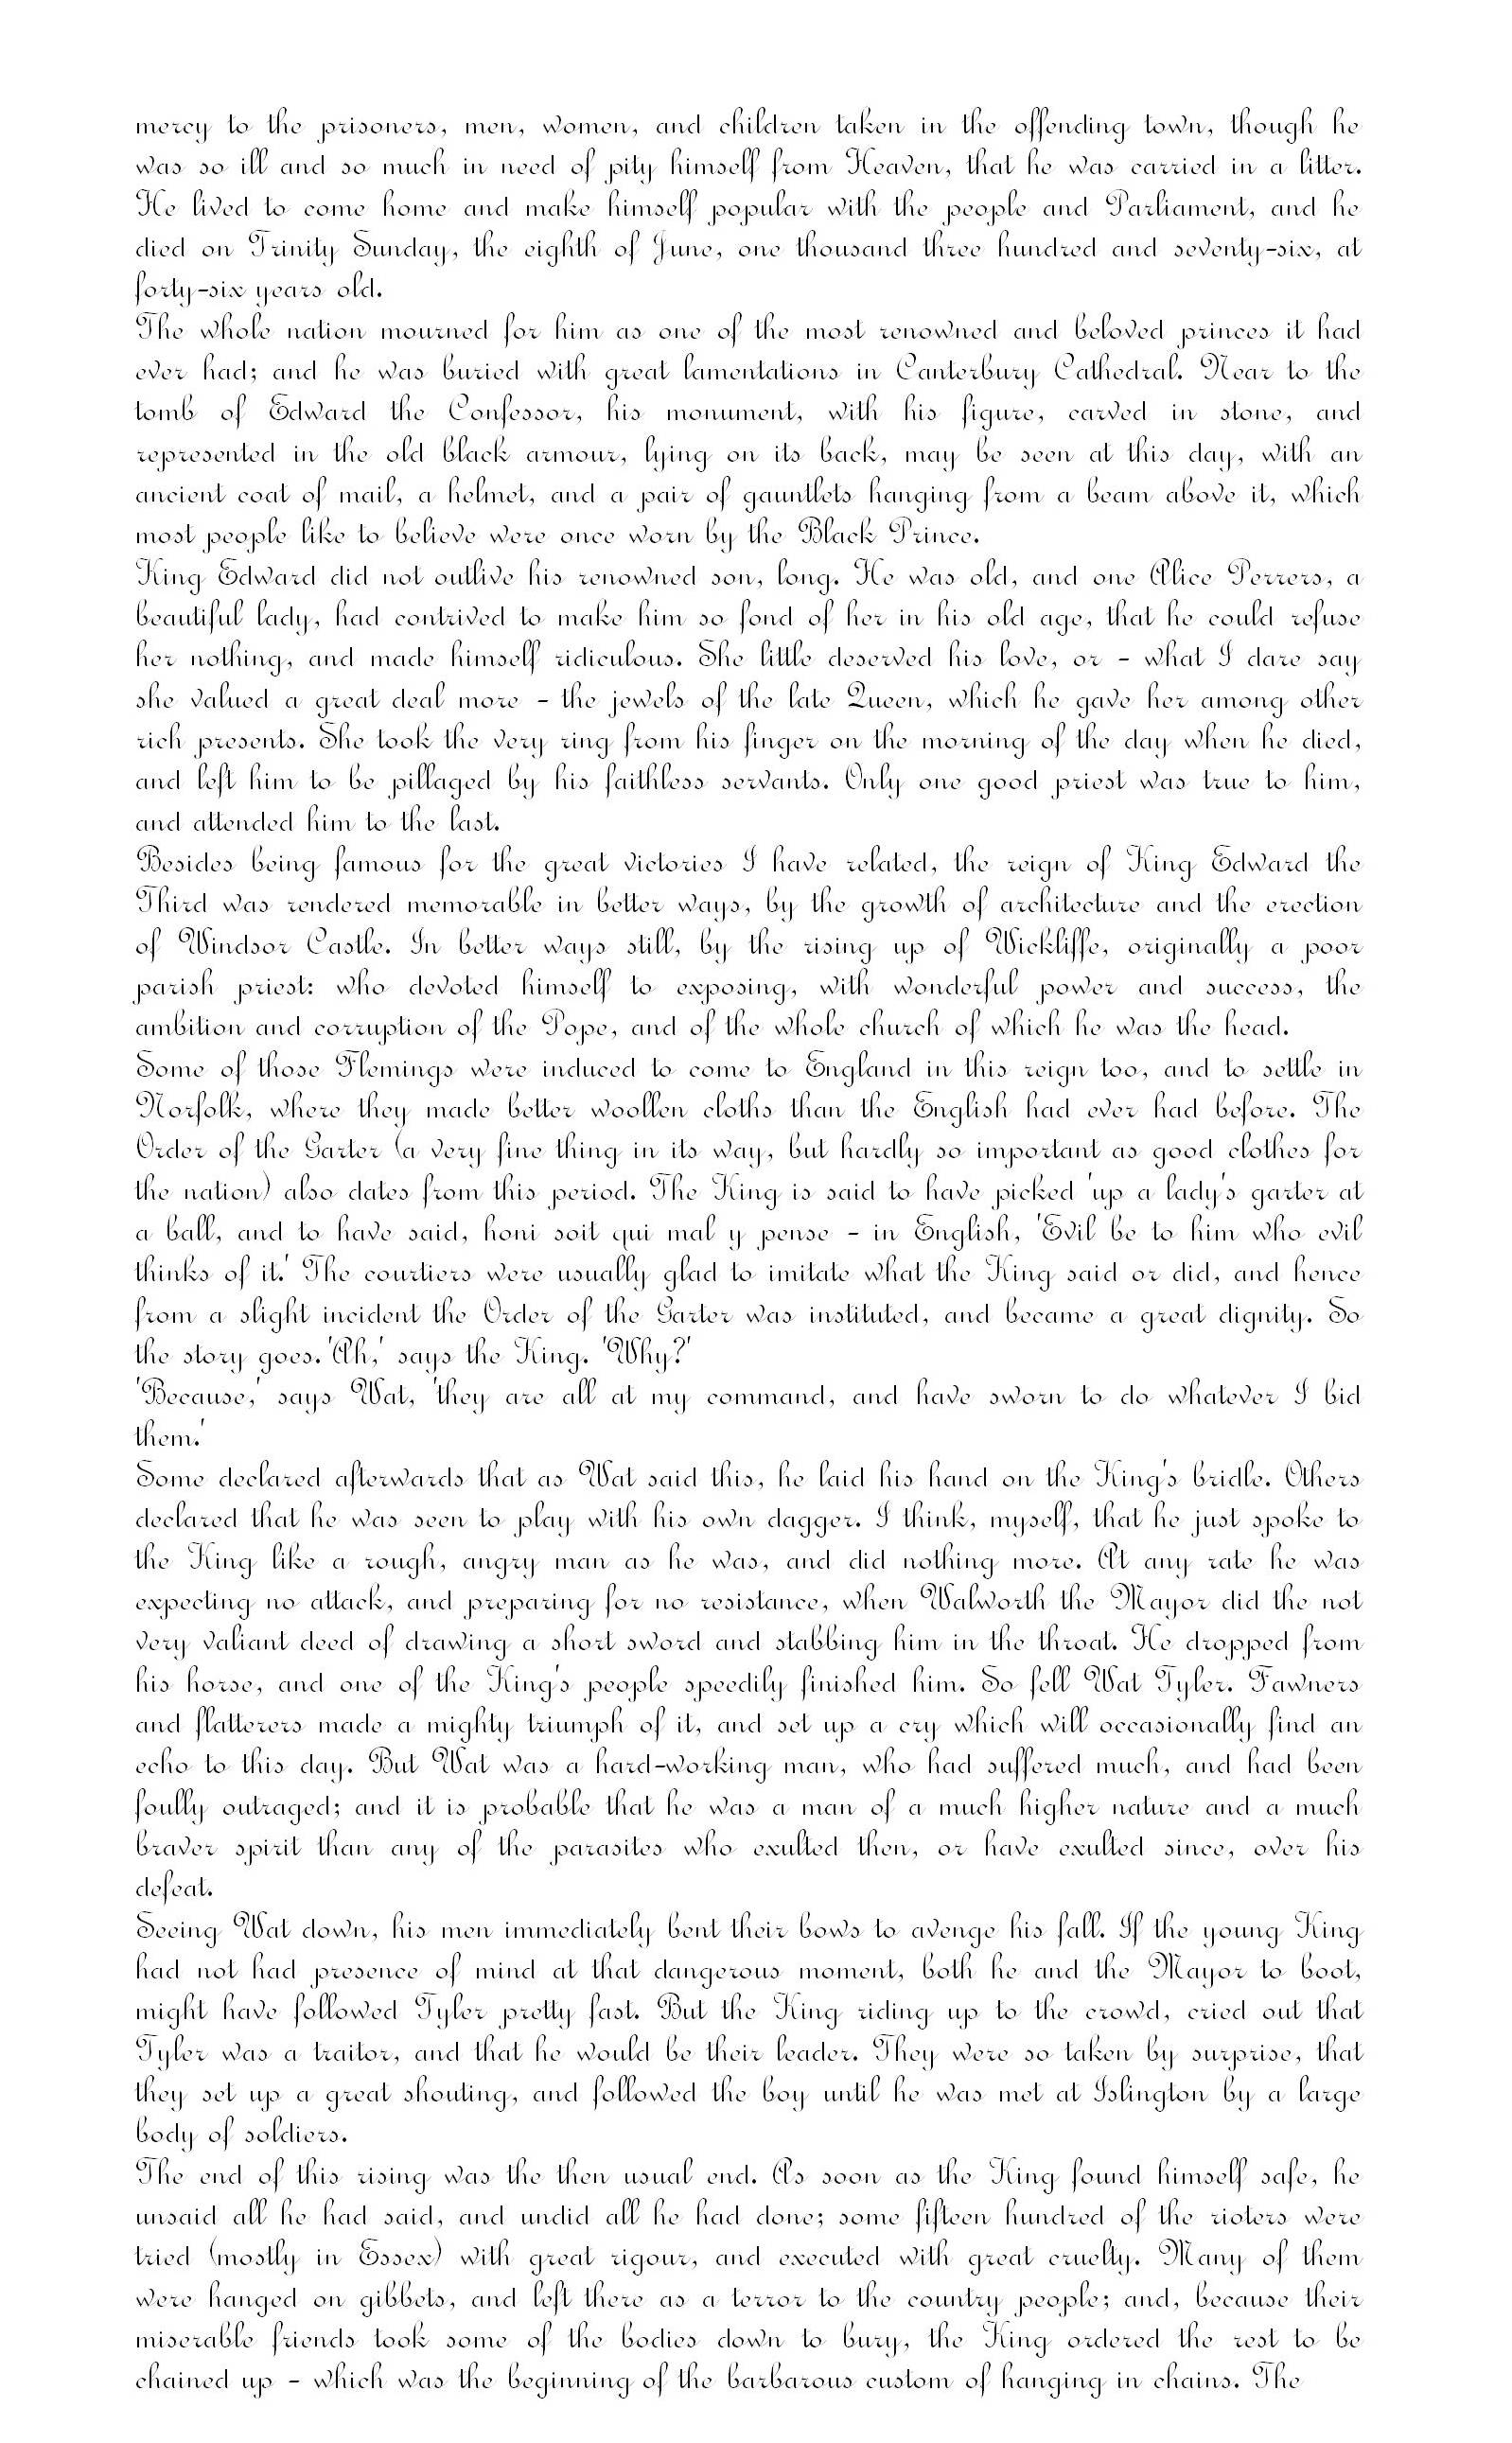 mercy to the prisoners, men, women, and children taken in the offending town, though he
was so ill and so much in need of pity himself from Heaven, that he was carried in a litter.
He lived to come home and make himself popular with the people and Parliament, and he
died on Trinity Sunday, the eighth of June, one thousand three hundred and seventy-six, at
forty-six years old.
The whole nation mourned for him as one of the most renowned and beloved princes it had
ever had; and he was buried with great lamentations in Canterbury Cathedral. Near to the
tomb of Edward the Confessor, his monument, with his figure, carved in stone, and
represented in the old black armour, lying on its back, may be seen at this day, with an
ancient coat of mail, a helmet, and a pair of gauntlets hanging from a beam above it, which
most people like to believe were once worn by the Black Prince.
King Edward did not outlive his renowned son, long. He was old, and one Alice Perrers, a
beautiful lady, had contrived to make him so fond of her in his old age, that he could refuse
her nothing, and made himself ridiculous. She little deserved his love, or - what I dare say
she valued a great deal more - the jewels of the late Queen, which he gave her among other
rich presents. She took the very ring from his finger on the morning of the day when he died,
and left him to be pillaged by his faithless servants. Only one good priest was true to him,
and attended him to the last.
Besides being famous for the great victories I have related, the reign of King Edward the
Third was rendered memorable in better ways, by the growth of architecture and the erection
of Windsor Castle. In better ways still, by the rising up of Wickliffe, originally a poor
parish priest: who devoted himself to exposing, with wonderful power and success, the
ambition and corruption of the Pope, and of the whole church of which he was the head.
Some of those Flemings were induced to come to England in this reign too, and to settle in
Norfolk, where they made better woollen cloths than the English had ever had before. The
Order of the Garter (a very fine thing in its way, but hardly so important as good clothes for
the nation) also dates from this period. The King is said to have picked 'up a lady's garter at
a ball, and to have said, honi soit qui mal y pense - in English, 'Evil be to him who evil
thinks of it.' The courtiers were usually glad to imitate what the King said or did, and hence
from a slight incident the Order of the Garter was instituted, and became a great dignity. So
the story goes.'Ah,' says the King. 'Why?'
'Because,' says Wat, 'they are all at my command, and have sworn to do whatever I bid
them.'
Some declared afterwards that as Wat said this, he laid his hand on the King's bridle. Others
declared that he was seen to play with his own dagger. I think, myself, that he just spoke to
the King like a rough, angry man as he was, and did nothing more. At any rate he was
expecting no attack, and preparing for no resistance, when Walworth the Mayor did the not
very valiant deed of drawing a short sword and stabbing him in the throat. He dropped from
his horse, and one of the King's people speedily finished him. So fell Wat Tyler. Fawners
and flatterers made a mighty triumph of it, and set up a cry which will occasionally find an
echo to this day. But Wat was a hard-working man, who had suffered much, and had been
foully outraged; and it is probable that he was a man of a much higher nature and a much
braver spirit than any of the parasites who exulted then, or have exulted since, over his
defeat.
Seeing Wat down, his men immediately bent their bows to avenge his fall. If the young King
had not had presence of mind at that dangerous moment, both he and the Mayor to boot,
might have followed Tyler pretty fast. But the King riding up to the crowd, cried out that
Tyler was a traitor, and that he would be their leader. They were so taken by surprise, that
they set up a great shouting, and followed the boy until he was met at Islington by a large
body of soldiers.
The end of this rising was the then usual end. As soon as the King found himself safe, he
unsaid all he had said, and undid all he had done; some fifteen hundred of the rioters were
tried (mostly in Essex) with great rigour, and executed with great cruelty. Many of them
were hanged on gibbets, and left there as a terror to the country people; and, because their
miserable friends took some of the bodies down to bury, the King ordered the rest to be
chained up - which was the beginning of the barbarous custom of hanging in chains. The